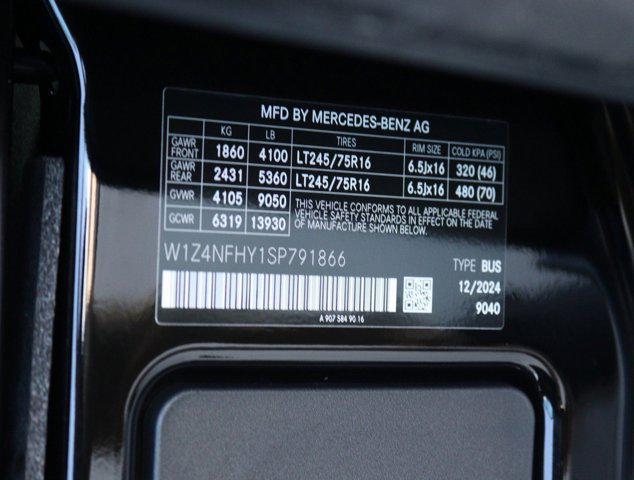 MFD BY MERCEDES-BENZ AG
KG LB TIRES RIM SIZE COLD KPA (PSI)
GAWR FRONT 1860 4100 LT245/75R16 6.5Jx16 320 (46)
GAWR REAR 2431 5360 LT245/75R16 6.5Jx16 480 (70)
GVWR 4105 9050
GCWR 6319 13930
THIS VEHICLE CONFORMS TO ALL APPLICABLE FEDERAL
VEHICLE SAFETY STANDARDS IN EFFECT ON THE DATE
OF MANUFACTURE SHOWN BELOW.
W1Z4NFHY1SP791866
TYPE BUS
12/2024
9040
A 907 584 90 16